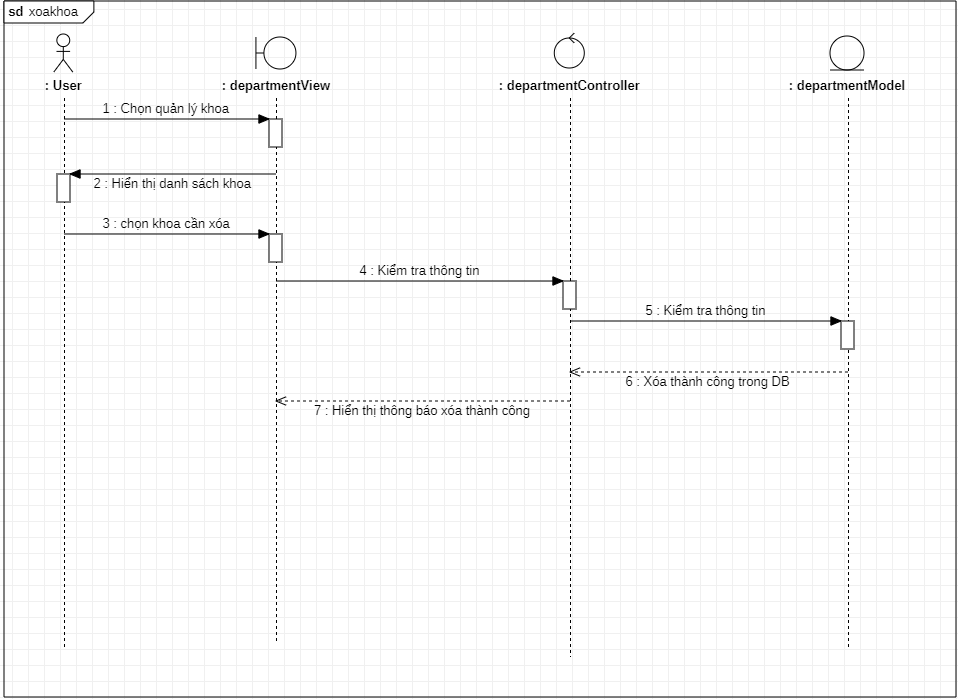 sd xoakhoa
: User
: departmentView
: departmentController
: departmentModel
1 : Chọn quản lý khoa
2 : Hiển thị danh sách khoa
3 : chọn khoa cần xóa
4 : Kiểm tra thông tin
5 : Kiểm tra thông tin
6 : Xóa thành công trong DB
7 : Hiển thị thông báo xóa thành công